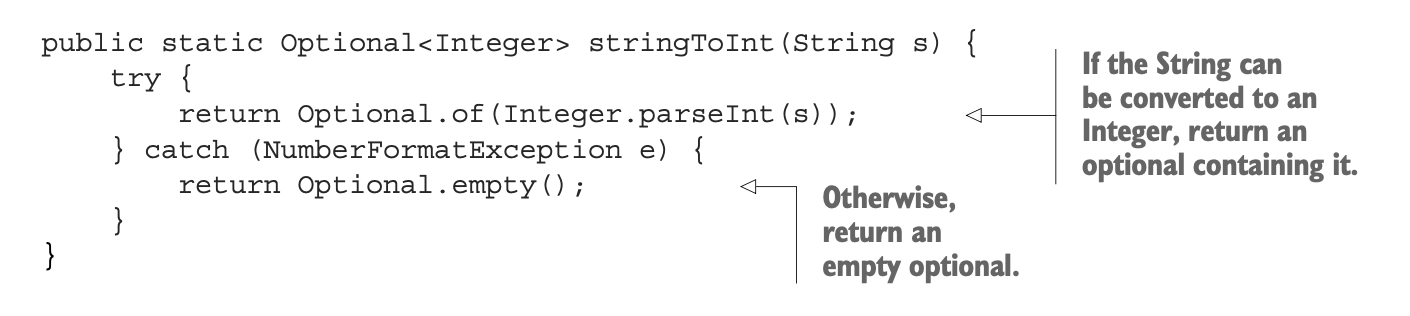 public static Optional<Integer> stringToInt(String s) {
    try {
        return Optional.of(Integer.parseInt(s));
    } catch (NumberFormatException e) {
        return Optional.empty();
    }
}
If the String can
be converted to an
Integer, return an
optional containing it.
Otherwise,
return an
empty optional.